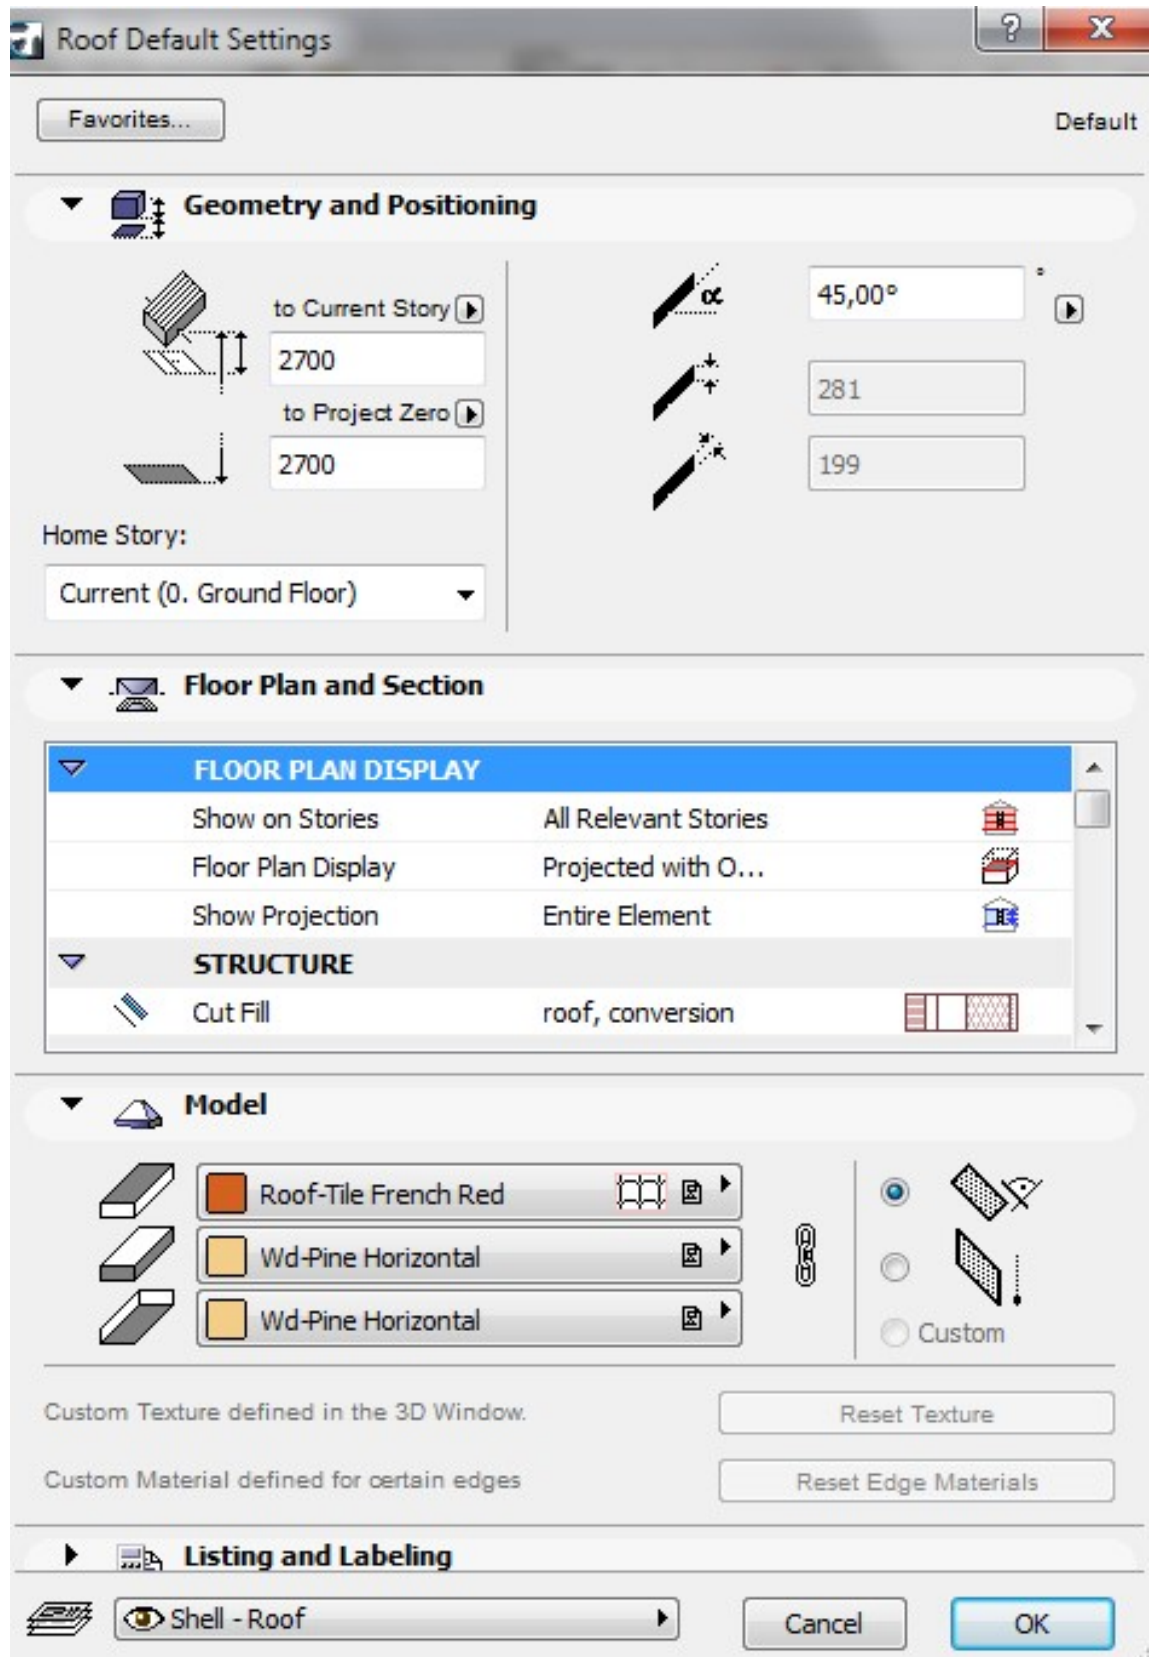 Roof Default Settings
?
Favorites...
Default
Geometry and Positioning
to Current Story
2700
to Project Zero
2700
Home Story:
Current (0. Ground Floor)
α
45,00°
°
281
199
Floor Plan and Section
FLOOR PLAN DISPLAY
Show on Stories All Relevant Stories
Floor Plan Display Projected with O...
Show Projection Entire Element
STRUCTURE
Cut Fill roof, conversion
Model
Roof-Tile French Red
Wd-Pine Horizontal
Wd-Pine Horizontal
Custom
Custom Texture defined in the 3D Window. Reset Texture
Custom Material defined for certain edges Reset Edge Materials
Listing and Labeling
Shell - Roof Cancel OK